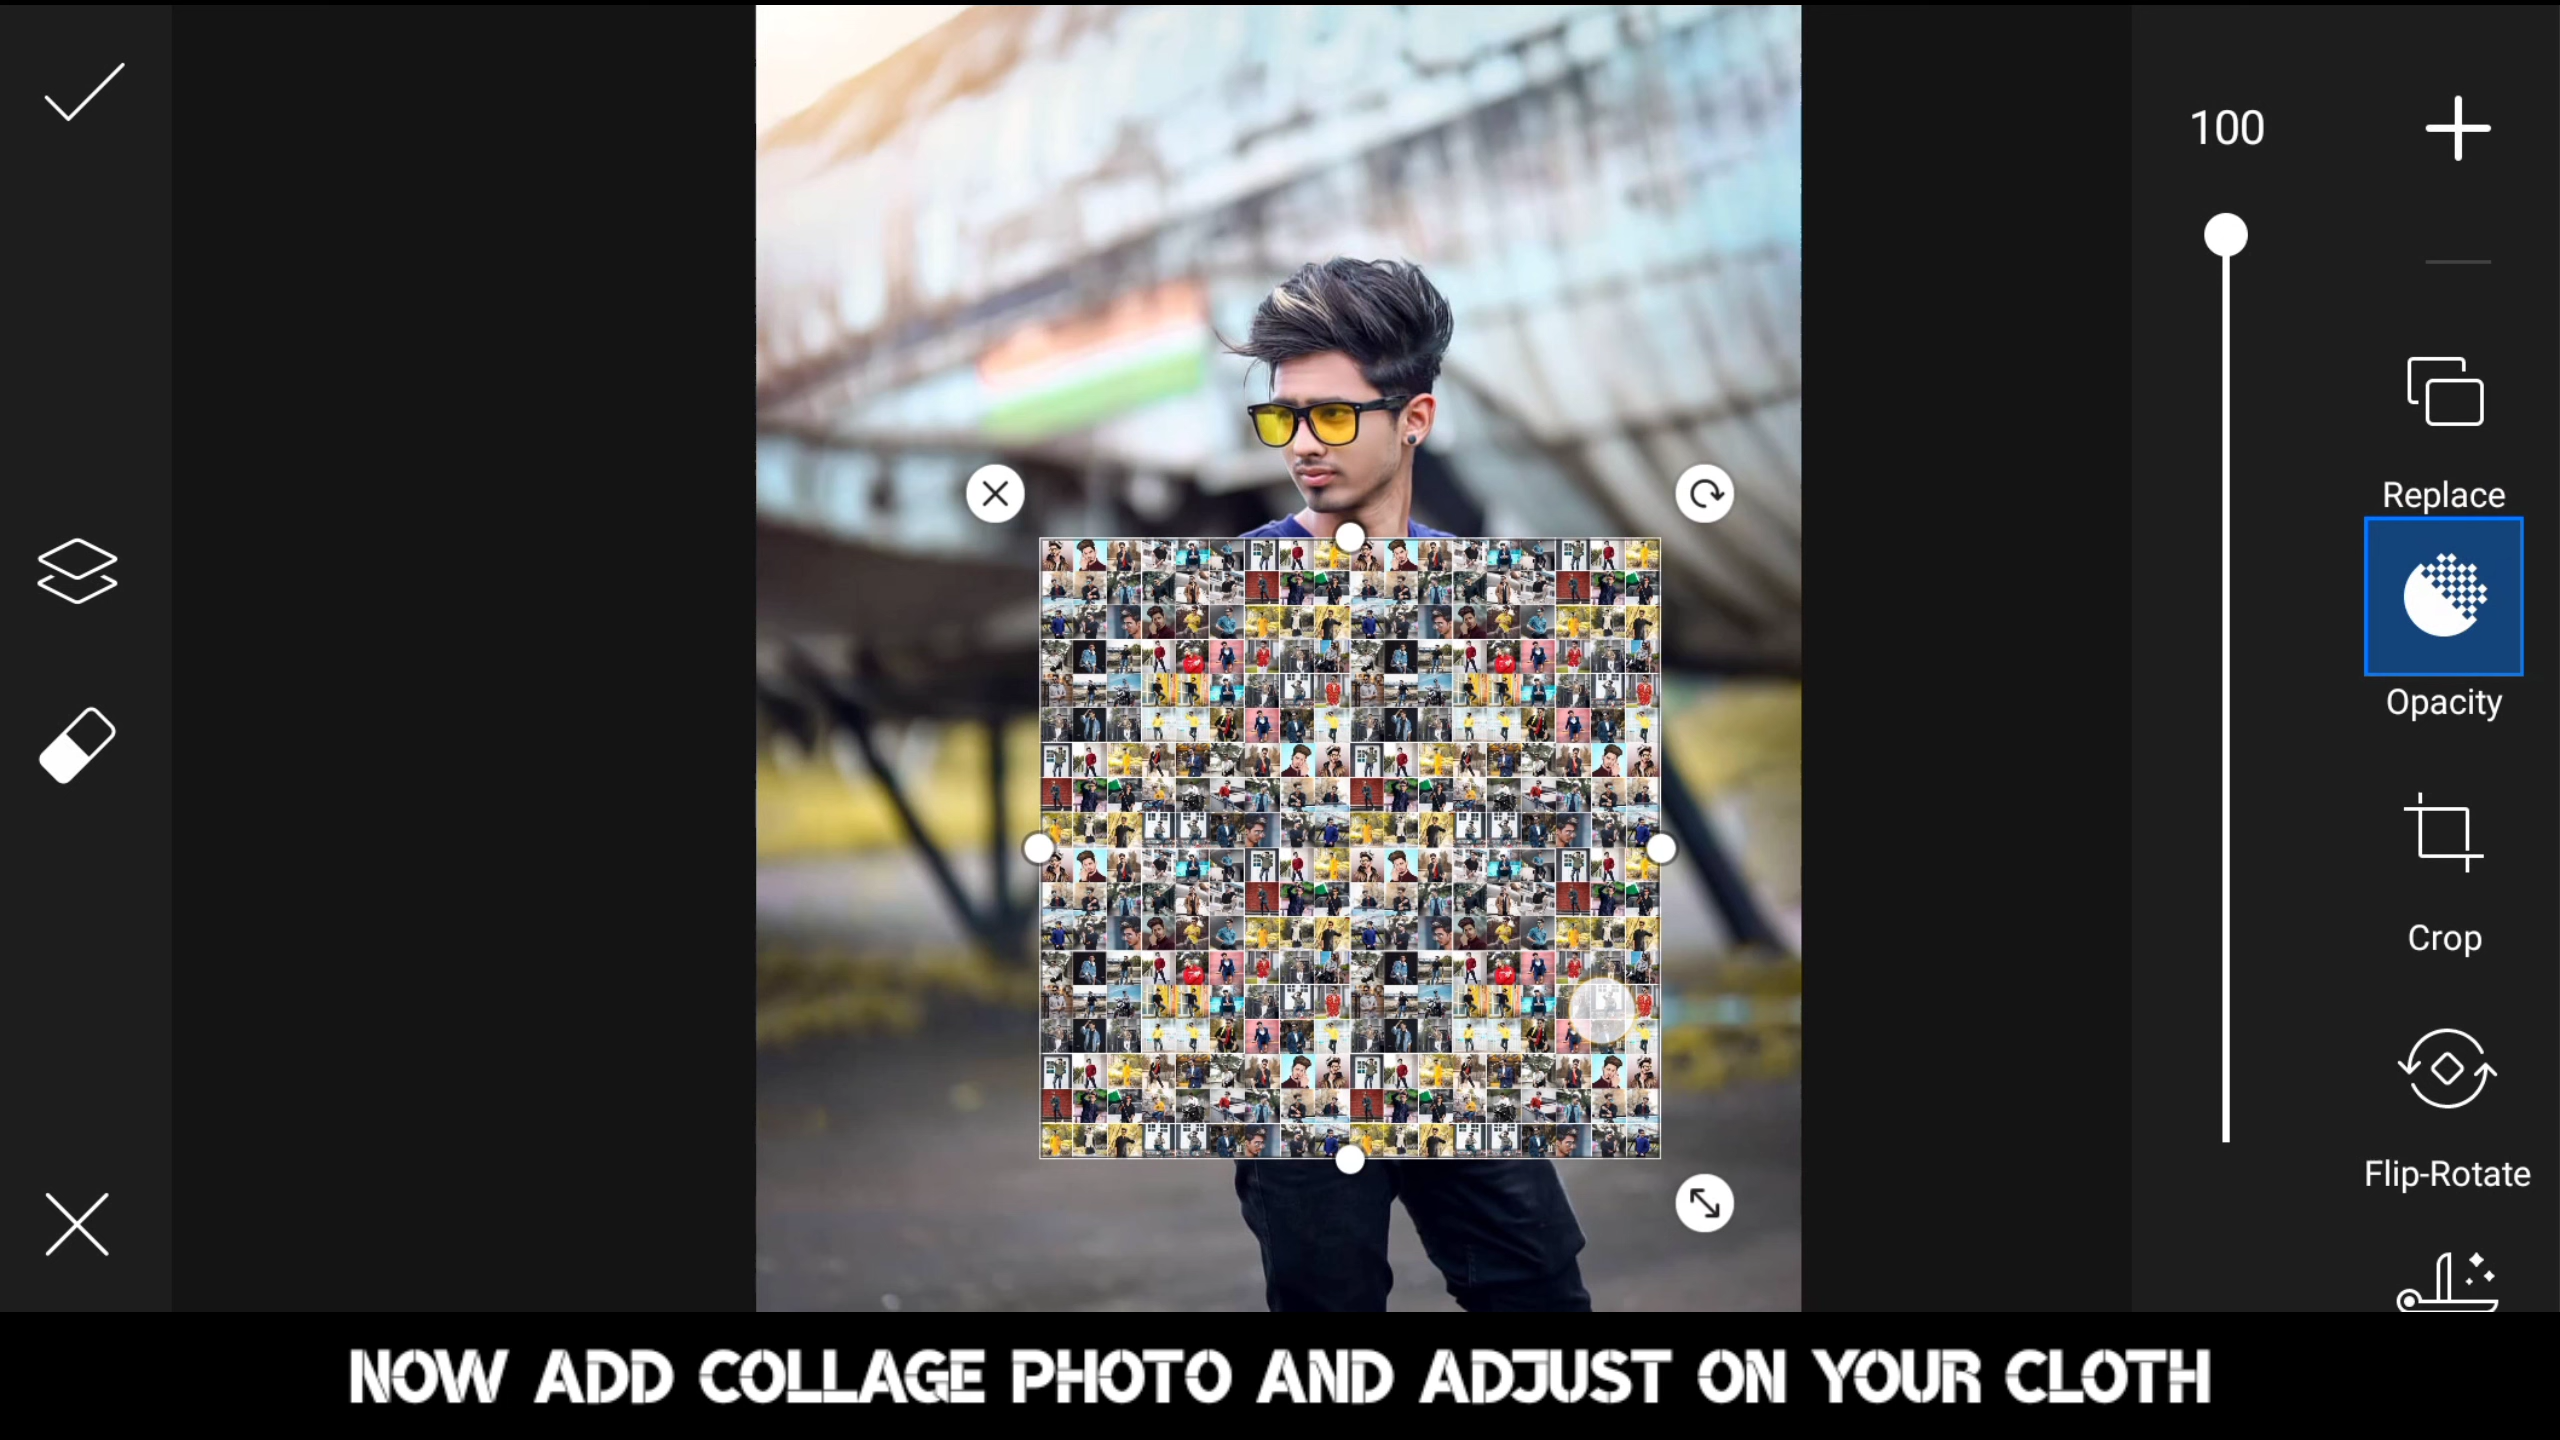 100
Replace
Opacity
Crop
Flip-Rotate
NOW ADD COLLAGE PHOTO AND ADJUST ON YOUR CLOTH